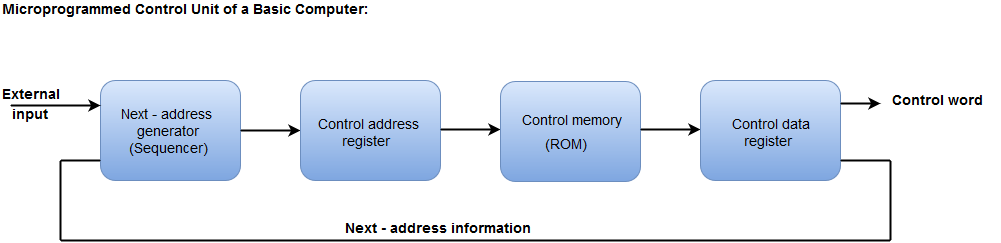 Microprogrammed Control Unit of a Basic Computer:
External
input
Next - address
generator
(Sequencer)
Control address
register
Control memory
(ROM)
Control data
register
Control word
Next - address information